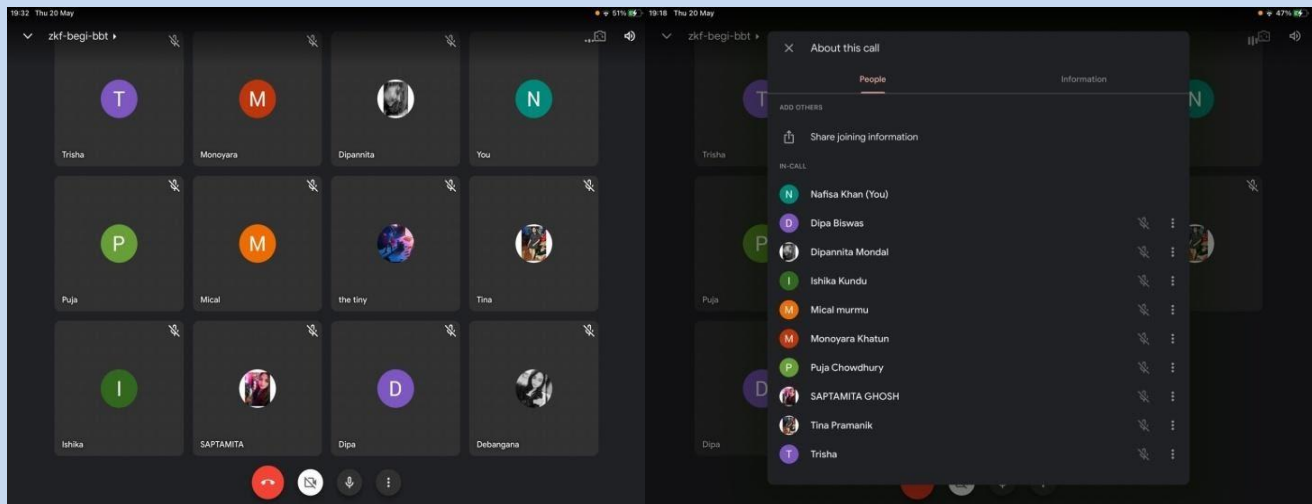 19:32 Thu 20 May
51%
zkf-begi-bbt
T
M
N
Trisha
Monoyara
Dipannita
You
P
M
Puja
Mical
the tiny
Tina
I
D
Ishika
SAPTAMITA
Dipa
Debangana
19:18 Thu 20 May
47%
zkf-begi-bbt
T
N
Trisha
P
Puja
D
Dipa
About this call
People
Information
ADD OTHERS
Share joining information
IN-CALL
N Nafisa Khan (You)
D Dipa Biswas
Dipannita Mondal
I Ishika Kundu
M Mical murmu
M Monoyara Khatun
P Puja Chowdhury
SAPTAMITA GHOSH
Tina Pramanik
T Trisha